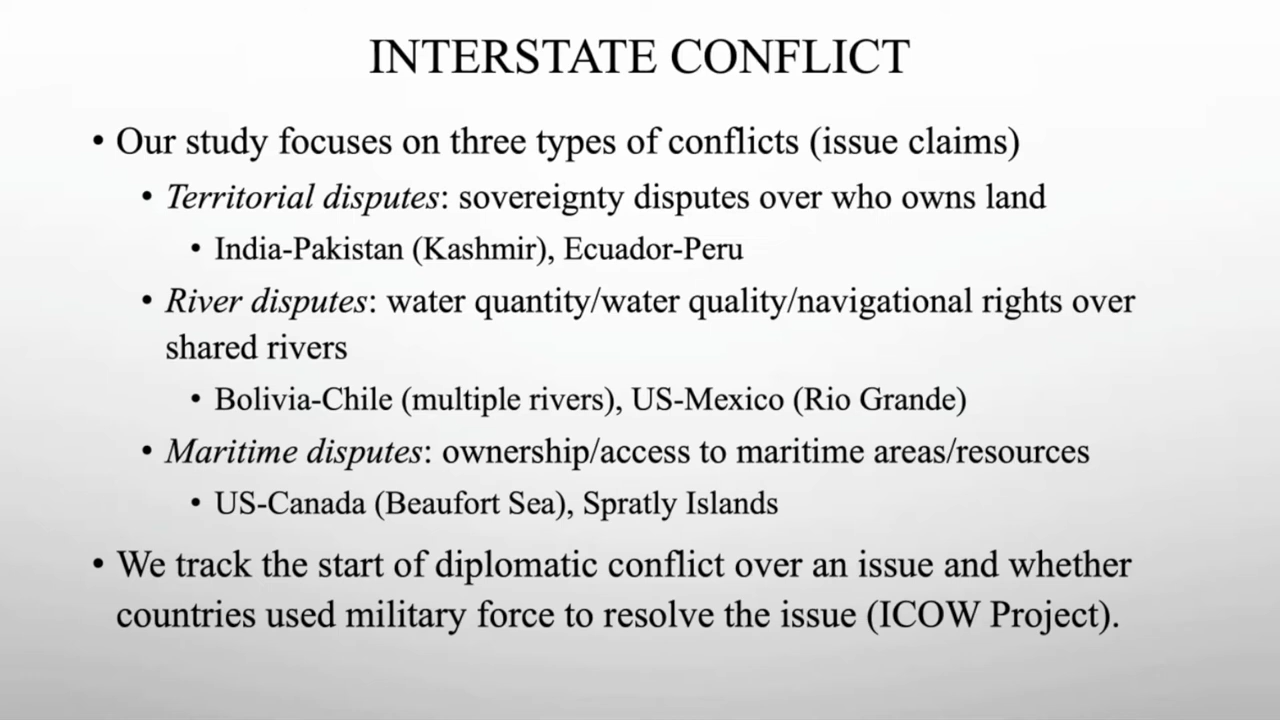 INTERSTATE CONFLICT
• Our study focuses on three types of conflicts (issue claims)
• Territorial disputes: sovereignty disputes over who owns land
• India-Pakistan (Kashmir), Ecuador-Peru
• River disputes: water quantity/water quality/navigational rights over
shared rivers
• Bolivia-Chile (multiple rivers), US-Mexico (Rio Grande)
• Maritime disputes: ownership/access to maritime areas/resources
• US-Canada (Beaufort Sea), Spratly Islands
• We track the start of diplomatic conflict over an issue and whether
countries used military force to resolve the issue (ICOW Project).